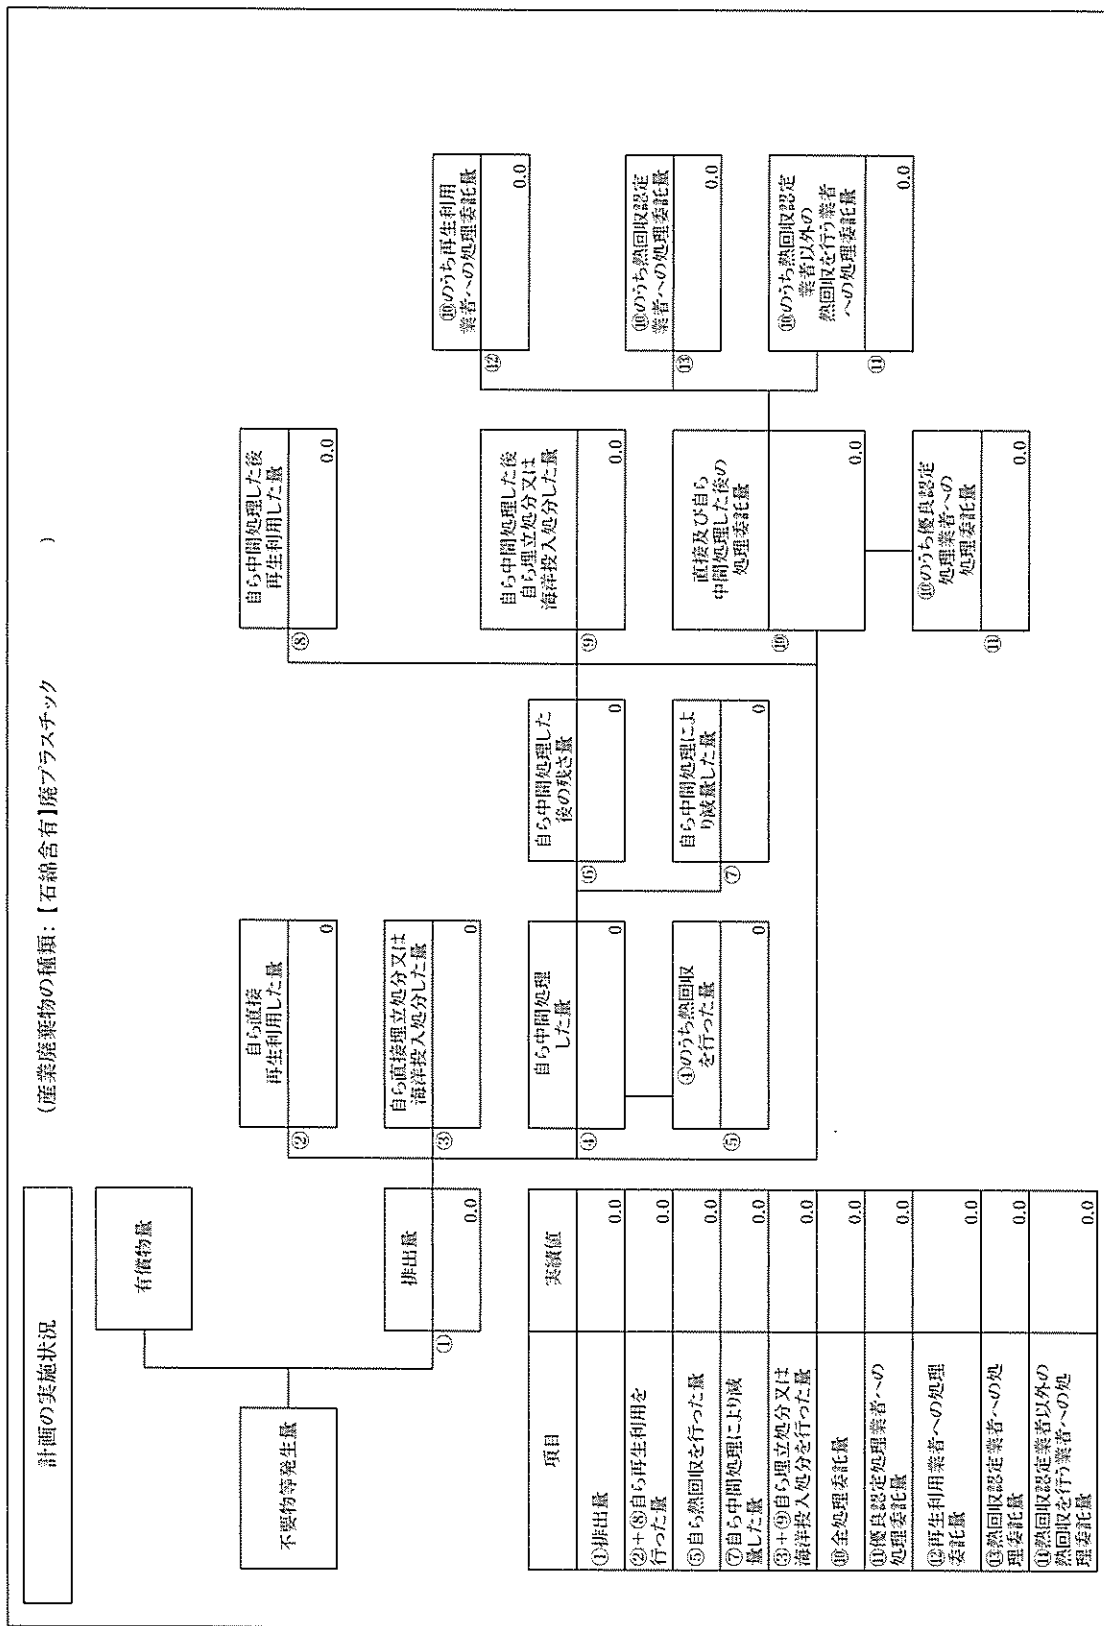 計画の実施状況
(産業廃棄物の種類:【石綿含有】廃プラスチック　　　　　)
有償物量
不要物等発生量
①
排出量
0.0
②
自ら直接
再生利用した量
0
③
自ら直接埋立処分又は
海洋投入処分した量
0
④
自ら中間処理
した量
0
⑤
④のうち熱回収
を行った量
0
⑥
自ら中間処理した
後の残さ量
0
⑦
自ら中間処理によ
り減量した量
0
⑧
自ら中間処理した後
再生利用した量
0.0
⑨
自ら中間処理した後
自ら埋立処分又は
海洋投入処分した量
0.0
⑩
直接及び自ら
中間処理した後の
処理委託量
0.0
⑪
⑩のうち優良認定
処理業者への
処理委託量
0.0
⑫
⑩のうち再生利用
業者への処理委託量
0.0
⑬
⑩のうち熱回収認定
業者への処理委託量
0.0
⑭
⑩のうち熱回収認定
業者以外の
熱回収を行う業者
への処理委託量
0.0
項目 実績値
①排出量 0.0
②+⑧自ら再生利用を
行った量 0.0
⑤自ら熱回収を行った量 0.0
⑦自ら中間処理により減
量した量 0.0
③+⑨自ら埋立処分又は
海洋投入処分を行った量 0.0
⑩全処理委託量 0.0
⑪優良認定処理業者への
処理委託量 0.0
⑫再生利用業者への処理
委託量 0.0
⑬熱回収認定業者への処
理委託量 0.0
⑭熱回収認定業者以外の
熱回収を行う業者への処
理委託量 0.0